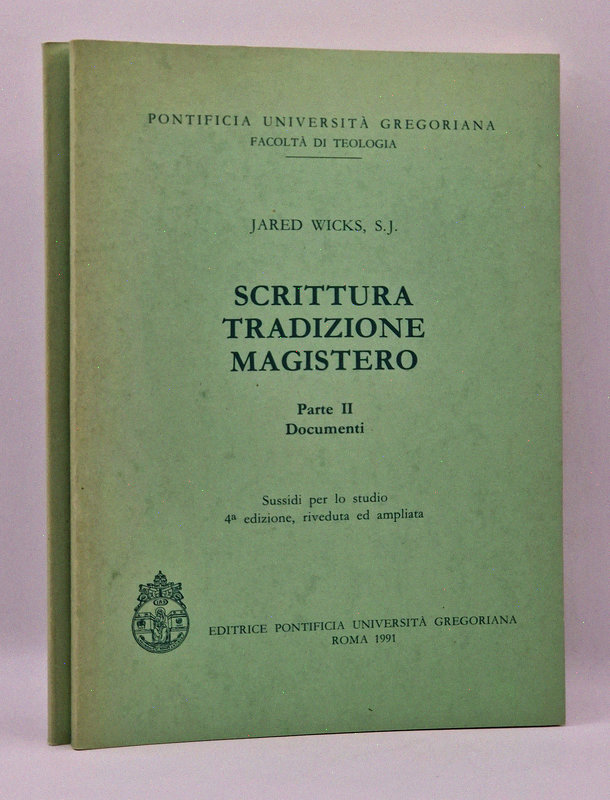 PONTIFICIA UNIVERSITÀ GREGORIANA
FACOLTÀ DI TEOLOGIA
JARED WICKS, S.J.
SCRITTURA
TRADIZIONE
MAGISTERO
Parte II
Documenti
Sussidi per lo studio
4ª edizione, riveduta ed ampliata
EDITRICE PONTIFICIA UNIVERSITÀ GREGORIANA
ROMA 1991